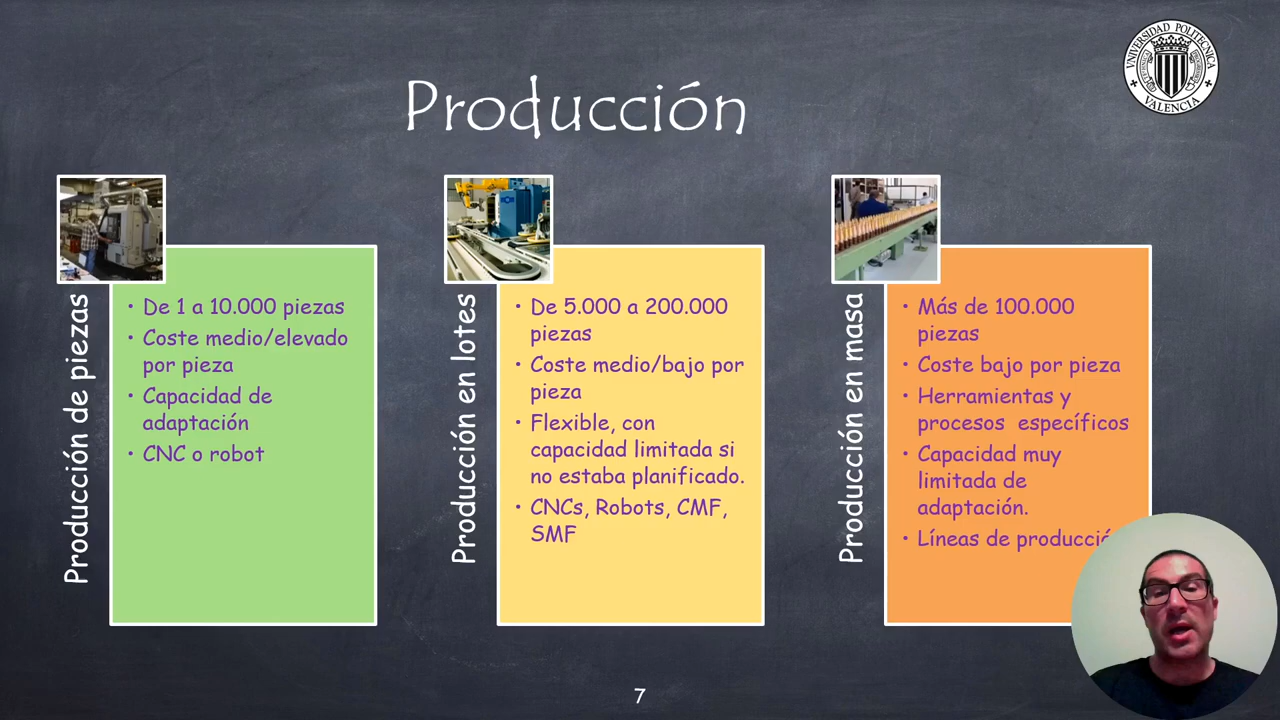 UNIVERSIDAD POLITECNICA
VALENCIA
Producción
Producción de piezas
• De 1 a 10.000 piezas
• Coste medio/elevado
por pieza
• Capacidad de
adaptación
• CNC o robot
Producción en lotes
• De 5.000 a 200.000
piezas
• Coste medio/bajo por
pieza
• Flexible, con
capacidad limitada si
no estaba planificado.
• CNCs, Robots, CMF,
SMF
Producción en masa
• Más de 100.000
piezas
• Coste bajo por pieza
• Herramientas y
procesos específicos
• Capacidad muy
limitada de
adaptación.
• Líneas de producció
7